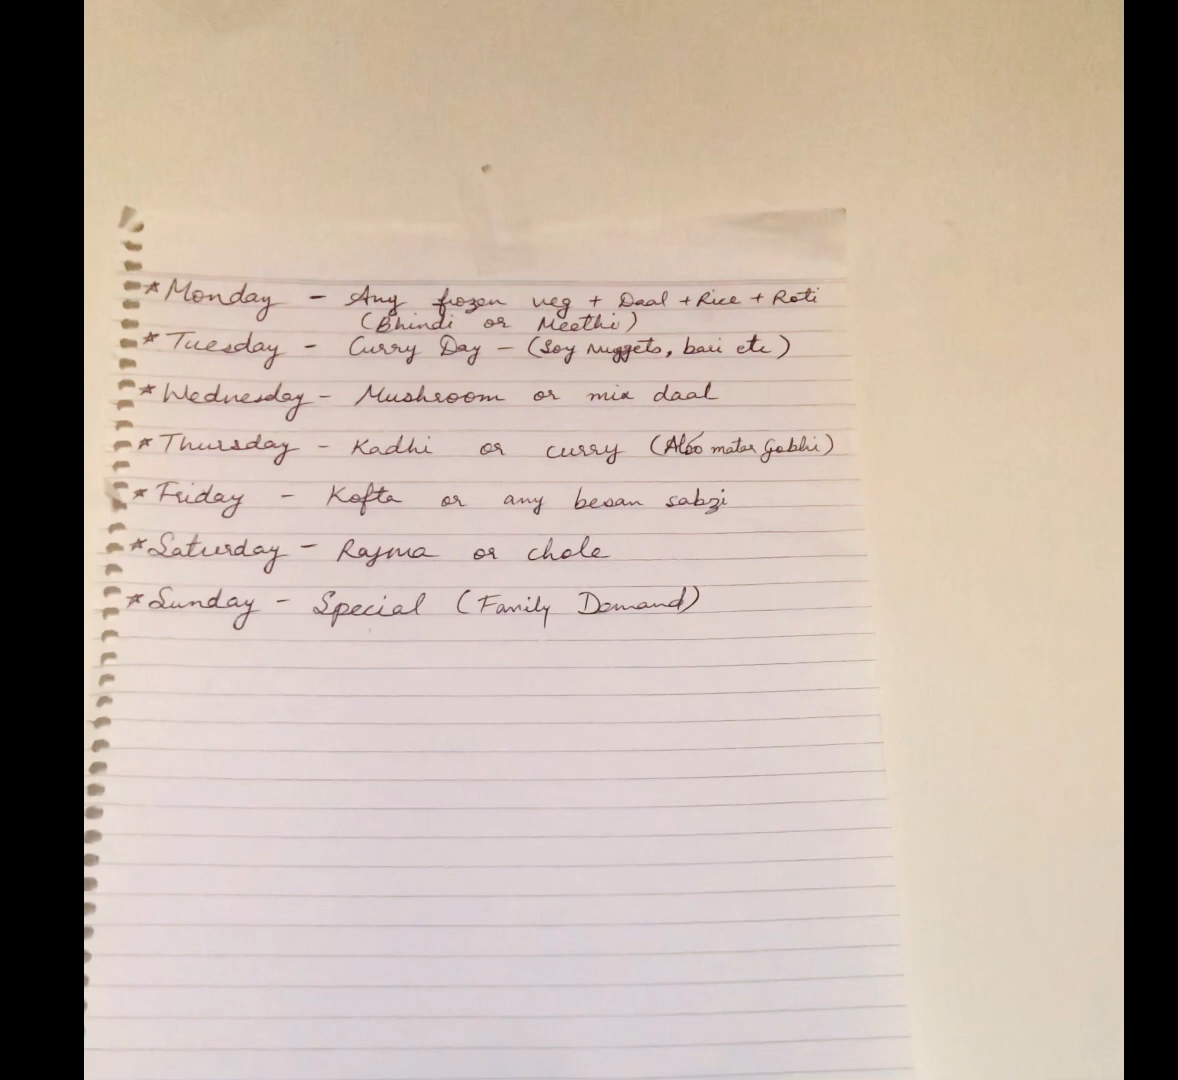 * Monday - Any frozen veg + Daal + Rice + Roti
(Bhindi or Meethi)
* Tuesday - Curry Day - (Soy Nuggets, bari etc)
* Wednesday - Mushroom or mix daal
* Thursday - Kadhi or curry (Also matar Gobhi)
* Friday - Kofta or any besan sabzi
* Saturday - Rajma or chole
* Sunday - Special (Family Demand)